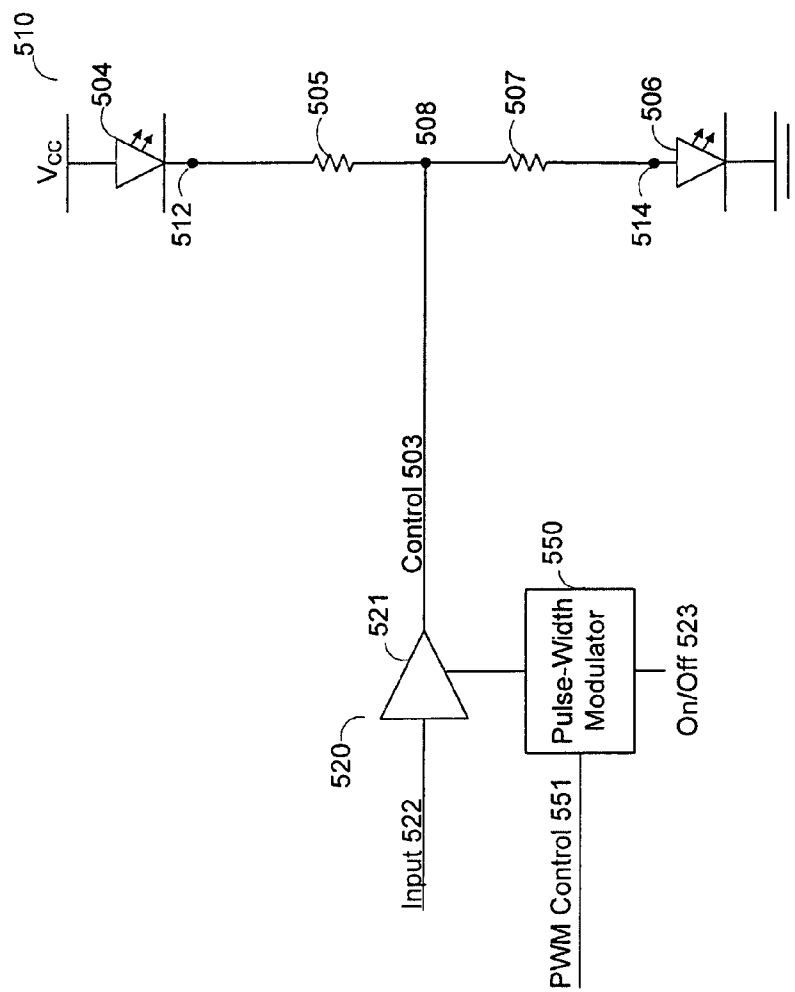 510
VCC
504
512
505
508
507
506
514
Control 503
521
520
Input 522
550
Pulse-Width
Modulator
On/Off 523
PWM Control 551